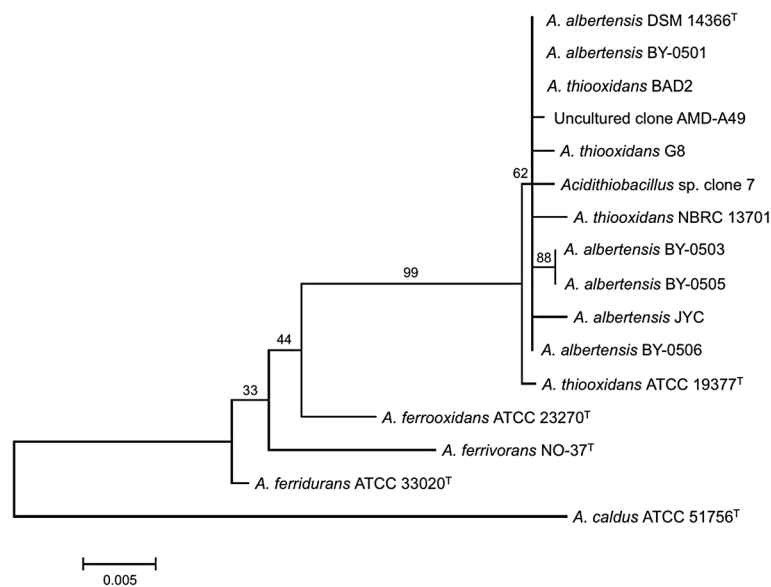 A. albertensis DSM 14366ᵀ
A. albertensis BY-0501
A. thiooxidans BAD2
Uncultured clone AMD-A49
A. thiooxidans G8
62
Acidithiobacillus sp. clone 7
A. thiooxidans NBRC 13701
A. albertensis BY-0503
88
99
A. albertensis BY-0505
A. albertensis JYC
44
A. albertensis BY-0506
A. thiooxidans ATCC 19377ᵀ
33
A. ferrooxidans ATCC 23270ᵀ
A. ferrivorans NO-37ᵀ
A. ferridurans ATCC 33020ᵀ
A. caldus ATCC 51756ᵀ
0.005